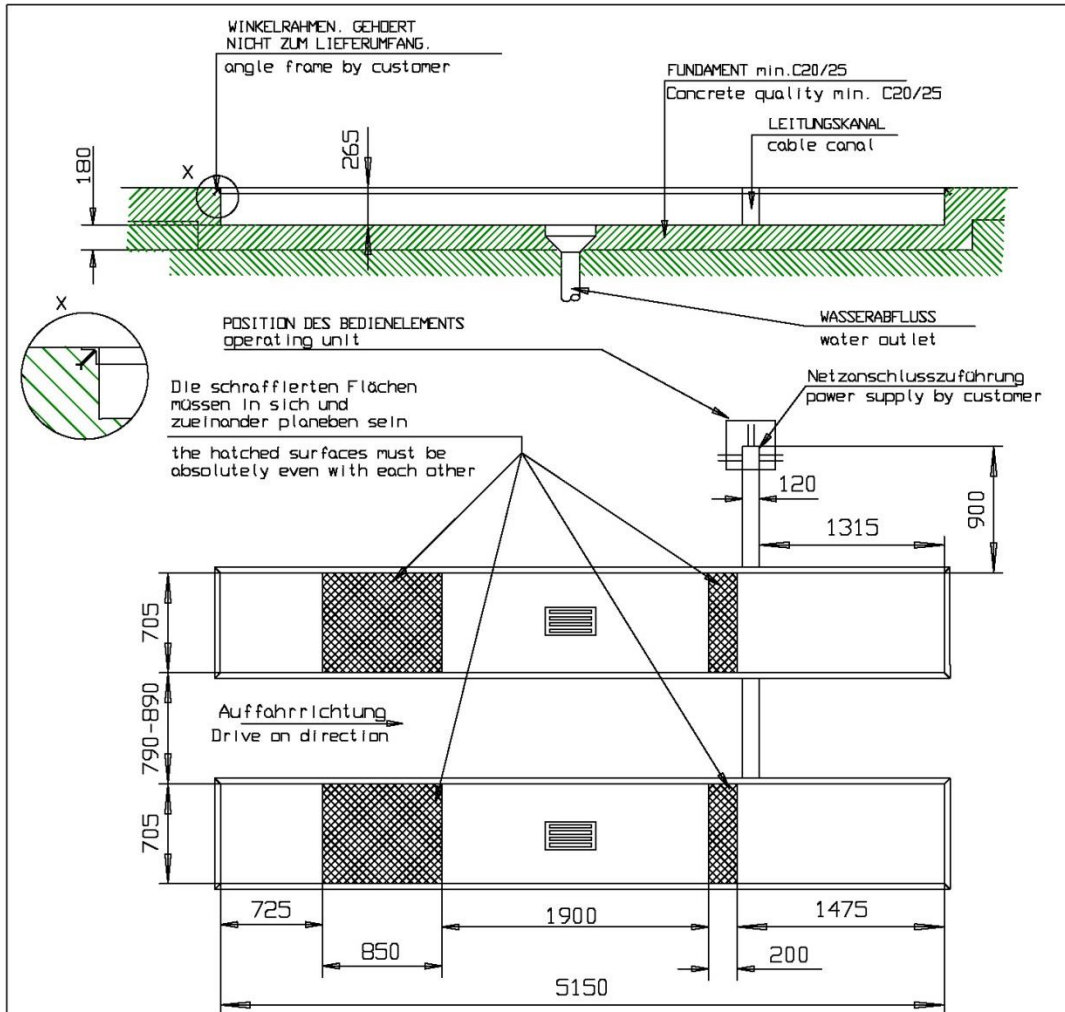 WINKELRAHMEN. GEHOERT
NICHT ZUM LIEFERUMFANG.
angle frame by customer
FUNDAMENT min.C20/25
Concrete quality min. C20/25
LEITUNGSKANAL
cable canal
X
265
180
X
POSITION DES BEDIENELEMENTS
operating unit
WASSERABFLUSS
water outlet
Netzanschlusszuführung
power supply by customer
Die schraffierten Flächen
müssen in sich und
zueinander planeben sein
the hatched surfaces must be
absolutely even with each other
120
900
1315
705
790-890
Auffahrrichtung
Drive on direction
705
725
1900
1475
850
200
5150